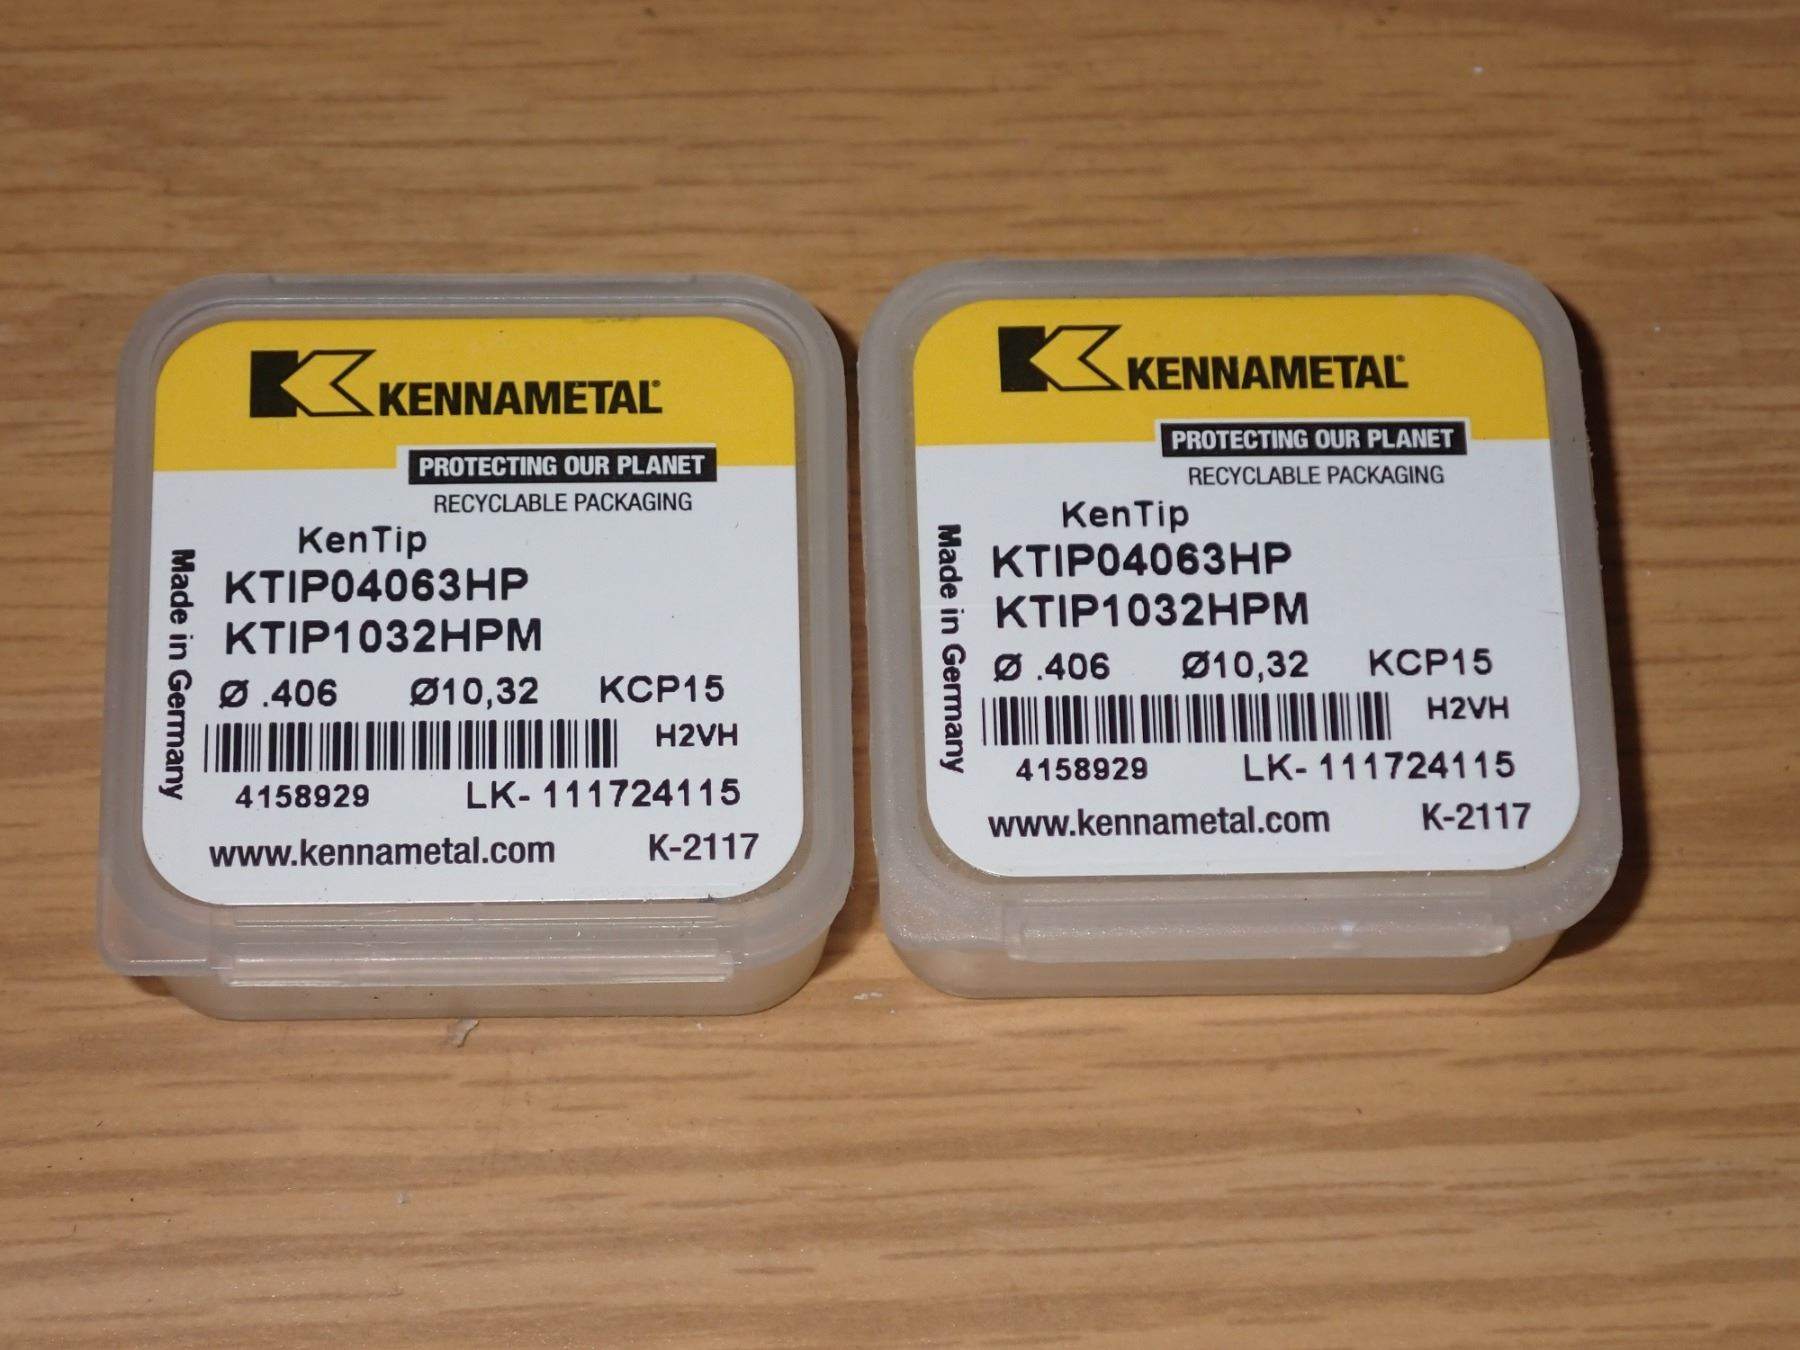 KENNAMETAL®
PROTECTING OUR PLANET
RECYCLABLE PACKAGING
KenTip
KTIP04063HP
KTIP1032HPM
Ø .406 Ø10,32 KCP15
H2VH
4158929 LK- 111724115
www.kennametal.com K-2117
Made in Germany
KENNAMETAL®
PROTECTING OUR PLANET
RECYCLABLE PACKAGING
KenTip
KTIP04063HP
KTIP1032HPM
Ø .406 Ø10,32 KCP15
H2VH
4158929 LK- 111724115
www.kennametal.com K-2117
Made in Germany